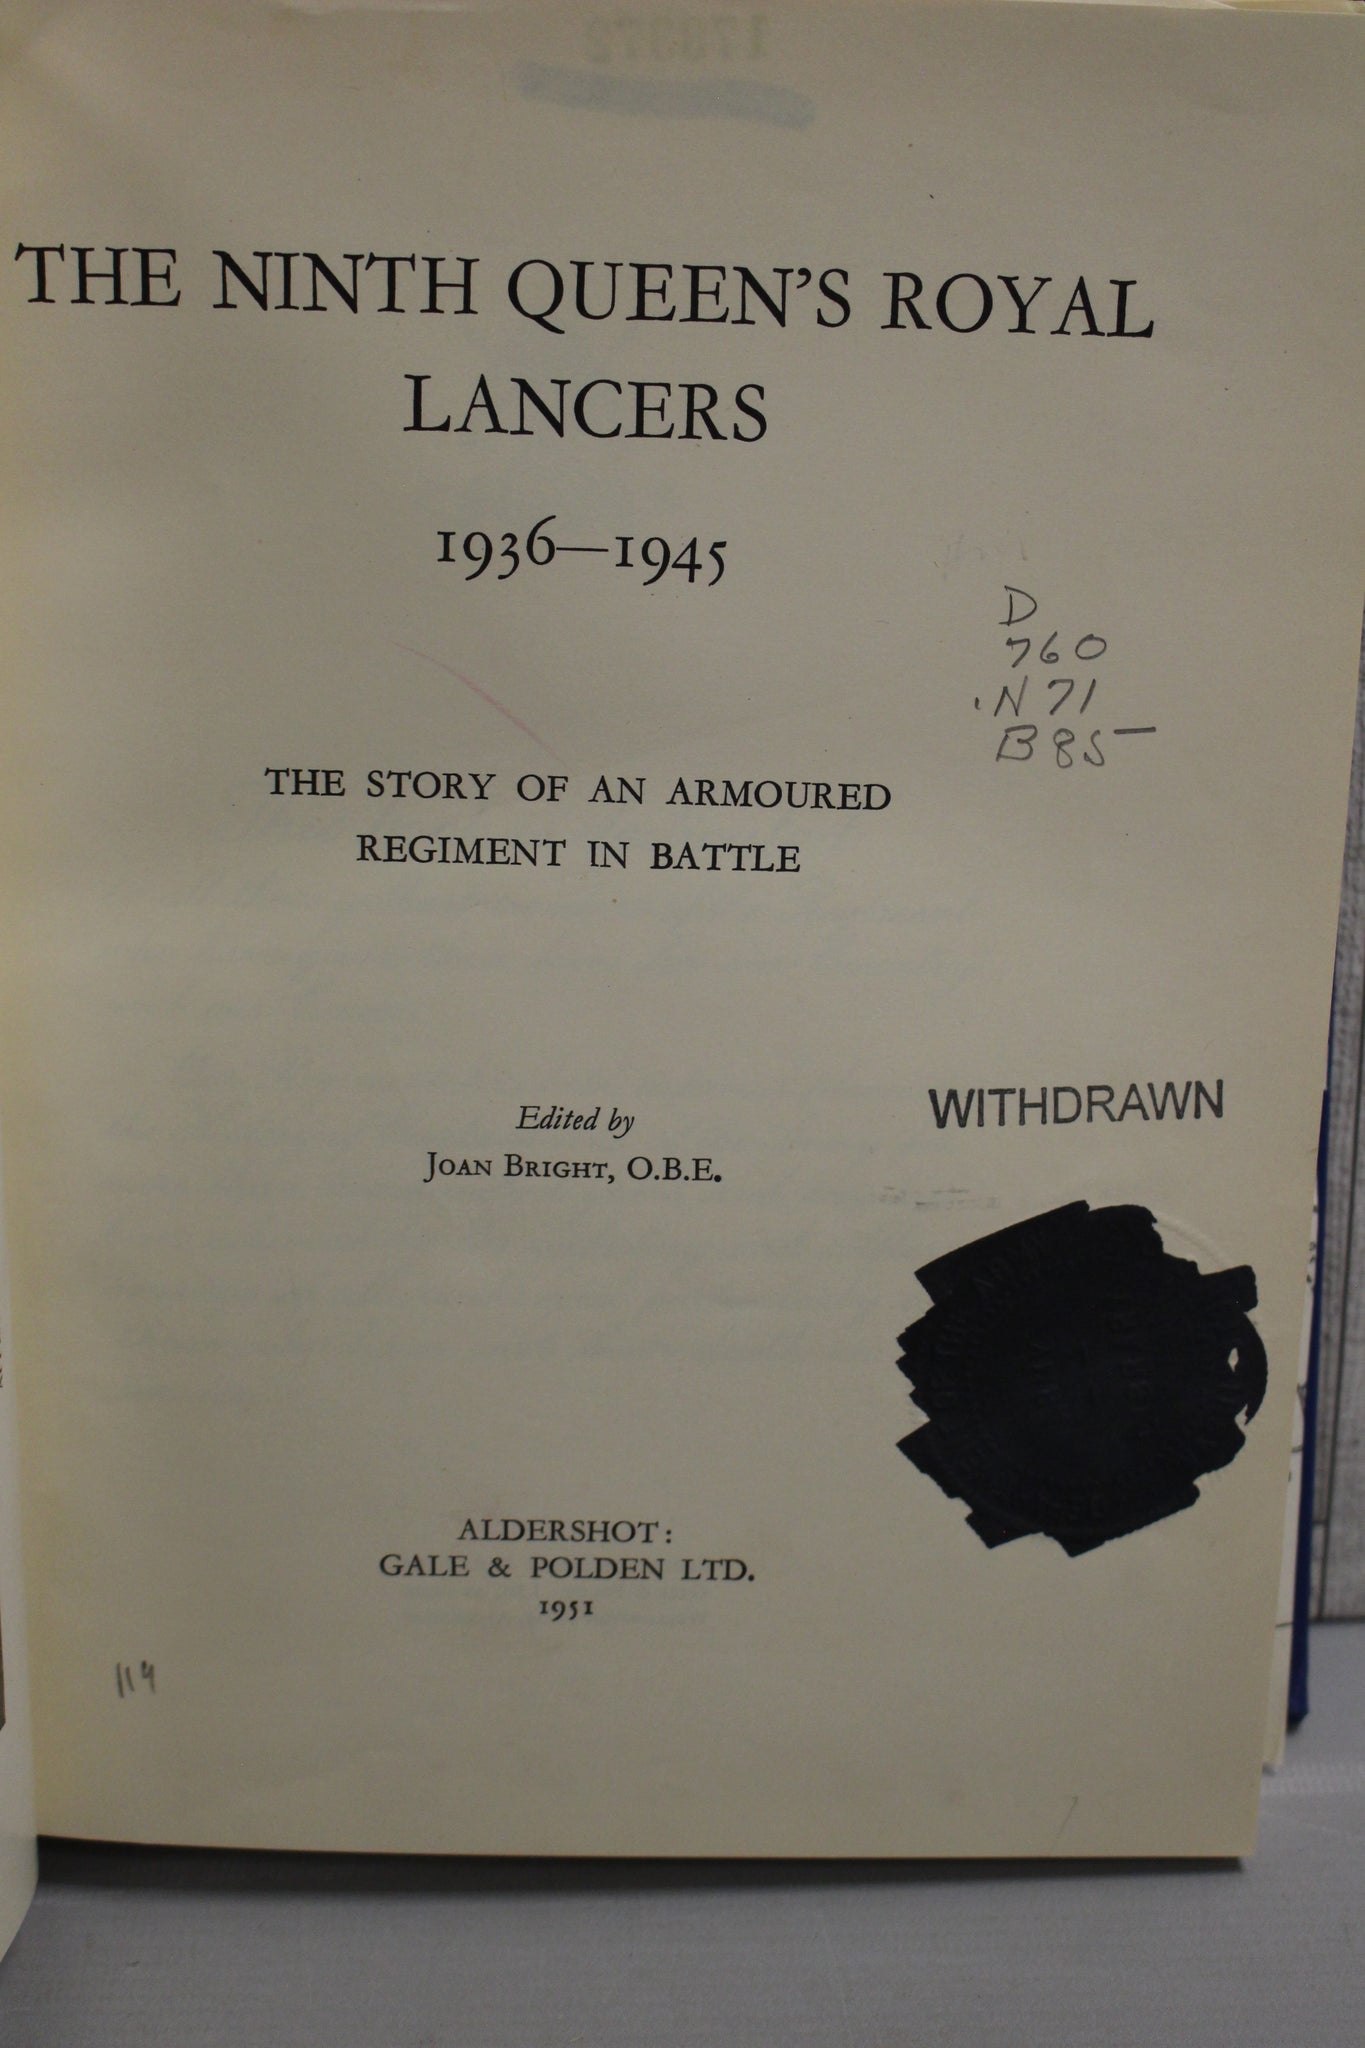 THE NINTH QUEEN'S ROYAL
LANCERS
1936—1945
D
760
.N71
B85
THE STORY OF AN ARMOURED
REGIMENT IN BATTLE
Edited by
JOAN BRIGHT, O.B.E.
WITHDRAWN
ALDERSHOT:
GALE & POLDEN LTD.
1951
119